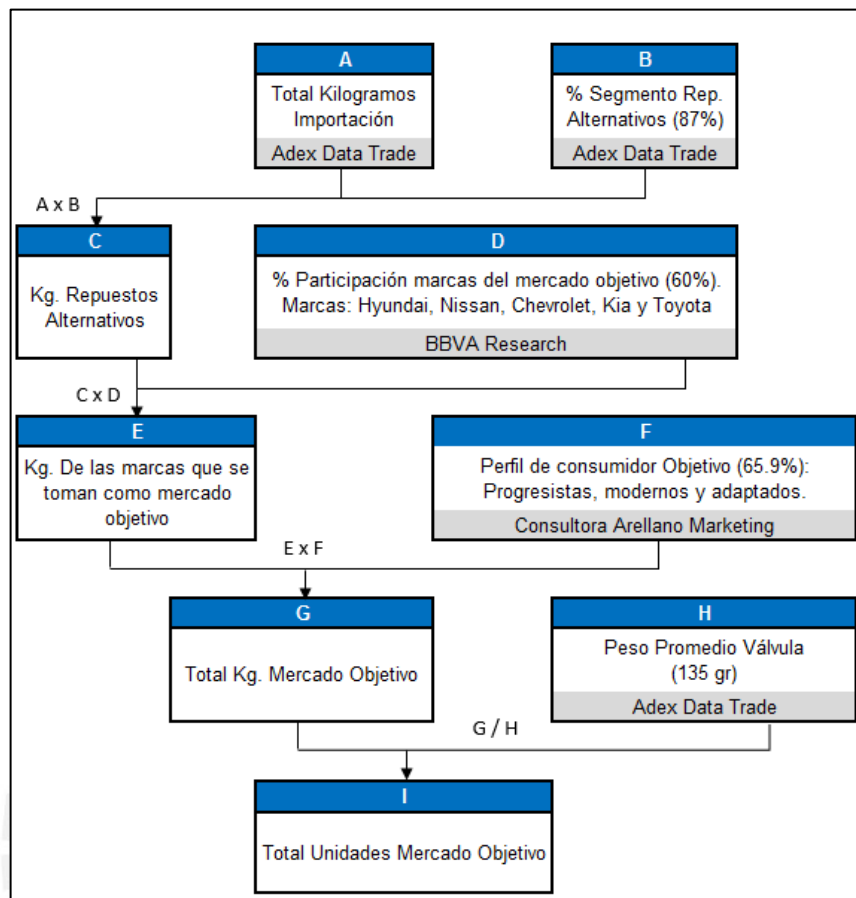 A
Total Kilogramos
Importación
Adex Data Trade
B
% Segmento Rep.
Alternativos (87%)
Adex Data Trade
A x B
C
Kg. Repuestos
Alternativos
D
% Participación marcas del mercado objetivo (60%).
Marcas: Hyundai, Nissan, Chevrolet, Kia y Toyota
BBVA Research
C x D
E
Kg. De las marcas que se
toman como mercado
objetivo
F
Perfil de consumidor Objetivo (65.9%):
Progresistas, modernos y adaptados.
Consultora Arellano Marketing
E x F
G
Total Kg. Mercado Objetivo
H
Peso Promedio Válvula
(135 gr)
Adex Data Trade
G / H
I
Total Unidades Mercado Objetivo